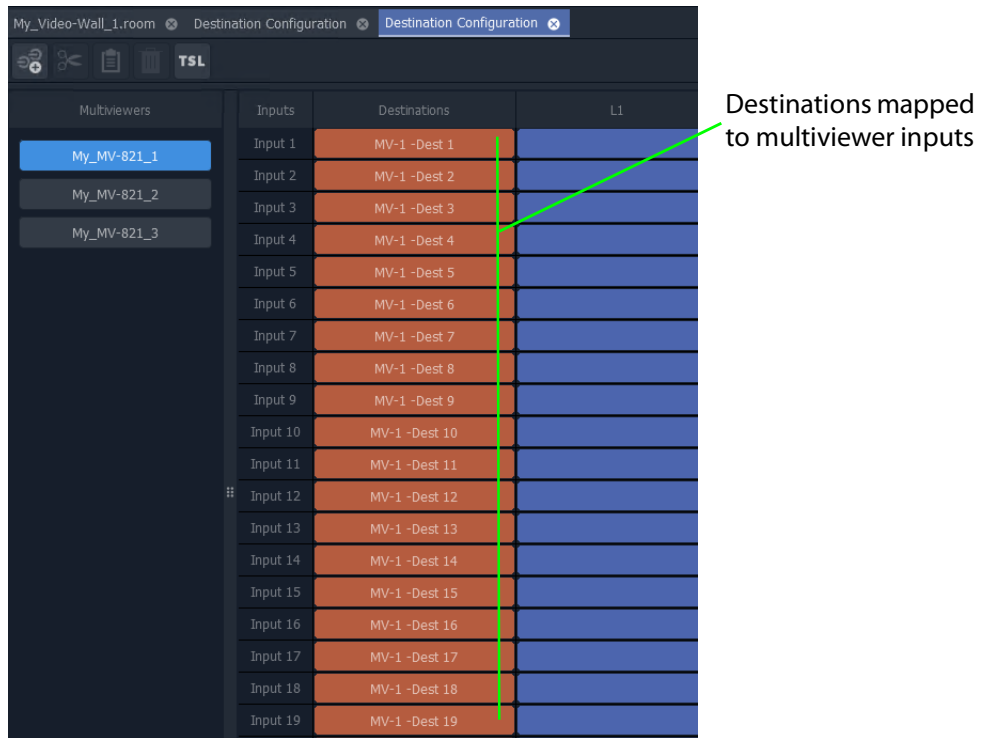 My_Video-Wall_1.room Destination Configuration Destination Configuration
TSL
Multiviewers Inputs Destinations L1
Destinations mapped
to multiviewer inputs
My_MV-821_1
My_MV-821_2
My_MV-821_3
Input 1 MV-1 -Dest 1
Input 2 MV-1 -Dest 2
Input 3 MV-1 -Dest 3
Input 4 MV-1 -Dest 4
Input 5 MV-1 -Dest 5
Input 6 MV-1 -Dest 6
Input 7 MV-1 -Dest 7
Input 8 MV-1 -Dest 8
Input 9 MV-1 -Dest 9
Input 10 MV-1 -Dest 10
Input 11 MV-1 -Dest 11
Input 12 MV-1 -Dest 12
Input 13 MV-1 -Dest 13
Input 14 MV-1 -Dest 14
Input 15 MV-1 -Dest 15
Input 16 MV-1 -Dest 16
Input 17 MV-1 -Dest 17
Input 18 MV-1 -Dest 18
Input 19 MV-1 -Dest 19